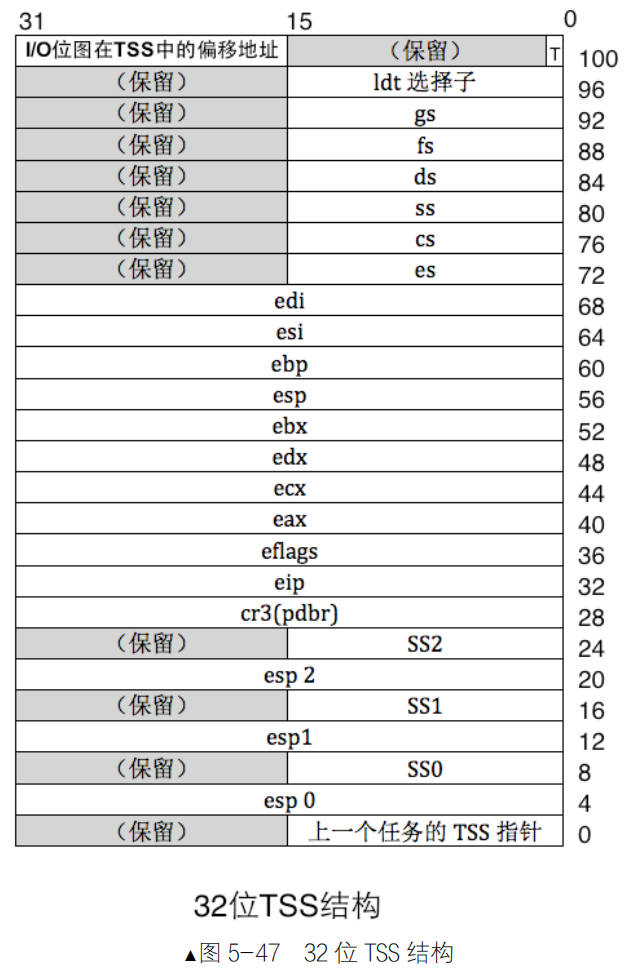 31 15 0
I/O位图在TSS中的偏移地址 （保留） T 100
（保留） ldt 选择子 96
（保留） gs 92
（保留） fs 88
（保留） ds 84
（保留） ss 80
（保留） cs 76
（保留） es 72
edi 68
esi 64
ebp 60
esp 56
ebx 52
edx 48
ecx 44
eax 40
eflags 36
eip 32
cr3(pdbr) 28
（保留） SS2 24
esp 2 20
（保留） SS1 16
esp1 12
（保留） SS0 8
esp 0 4
（保留） 上一个任务的 TSS 指针 0
32位TSS结构
▲图 5-47 32 位 TSS 结构